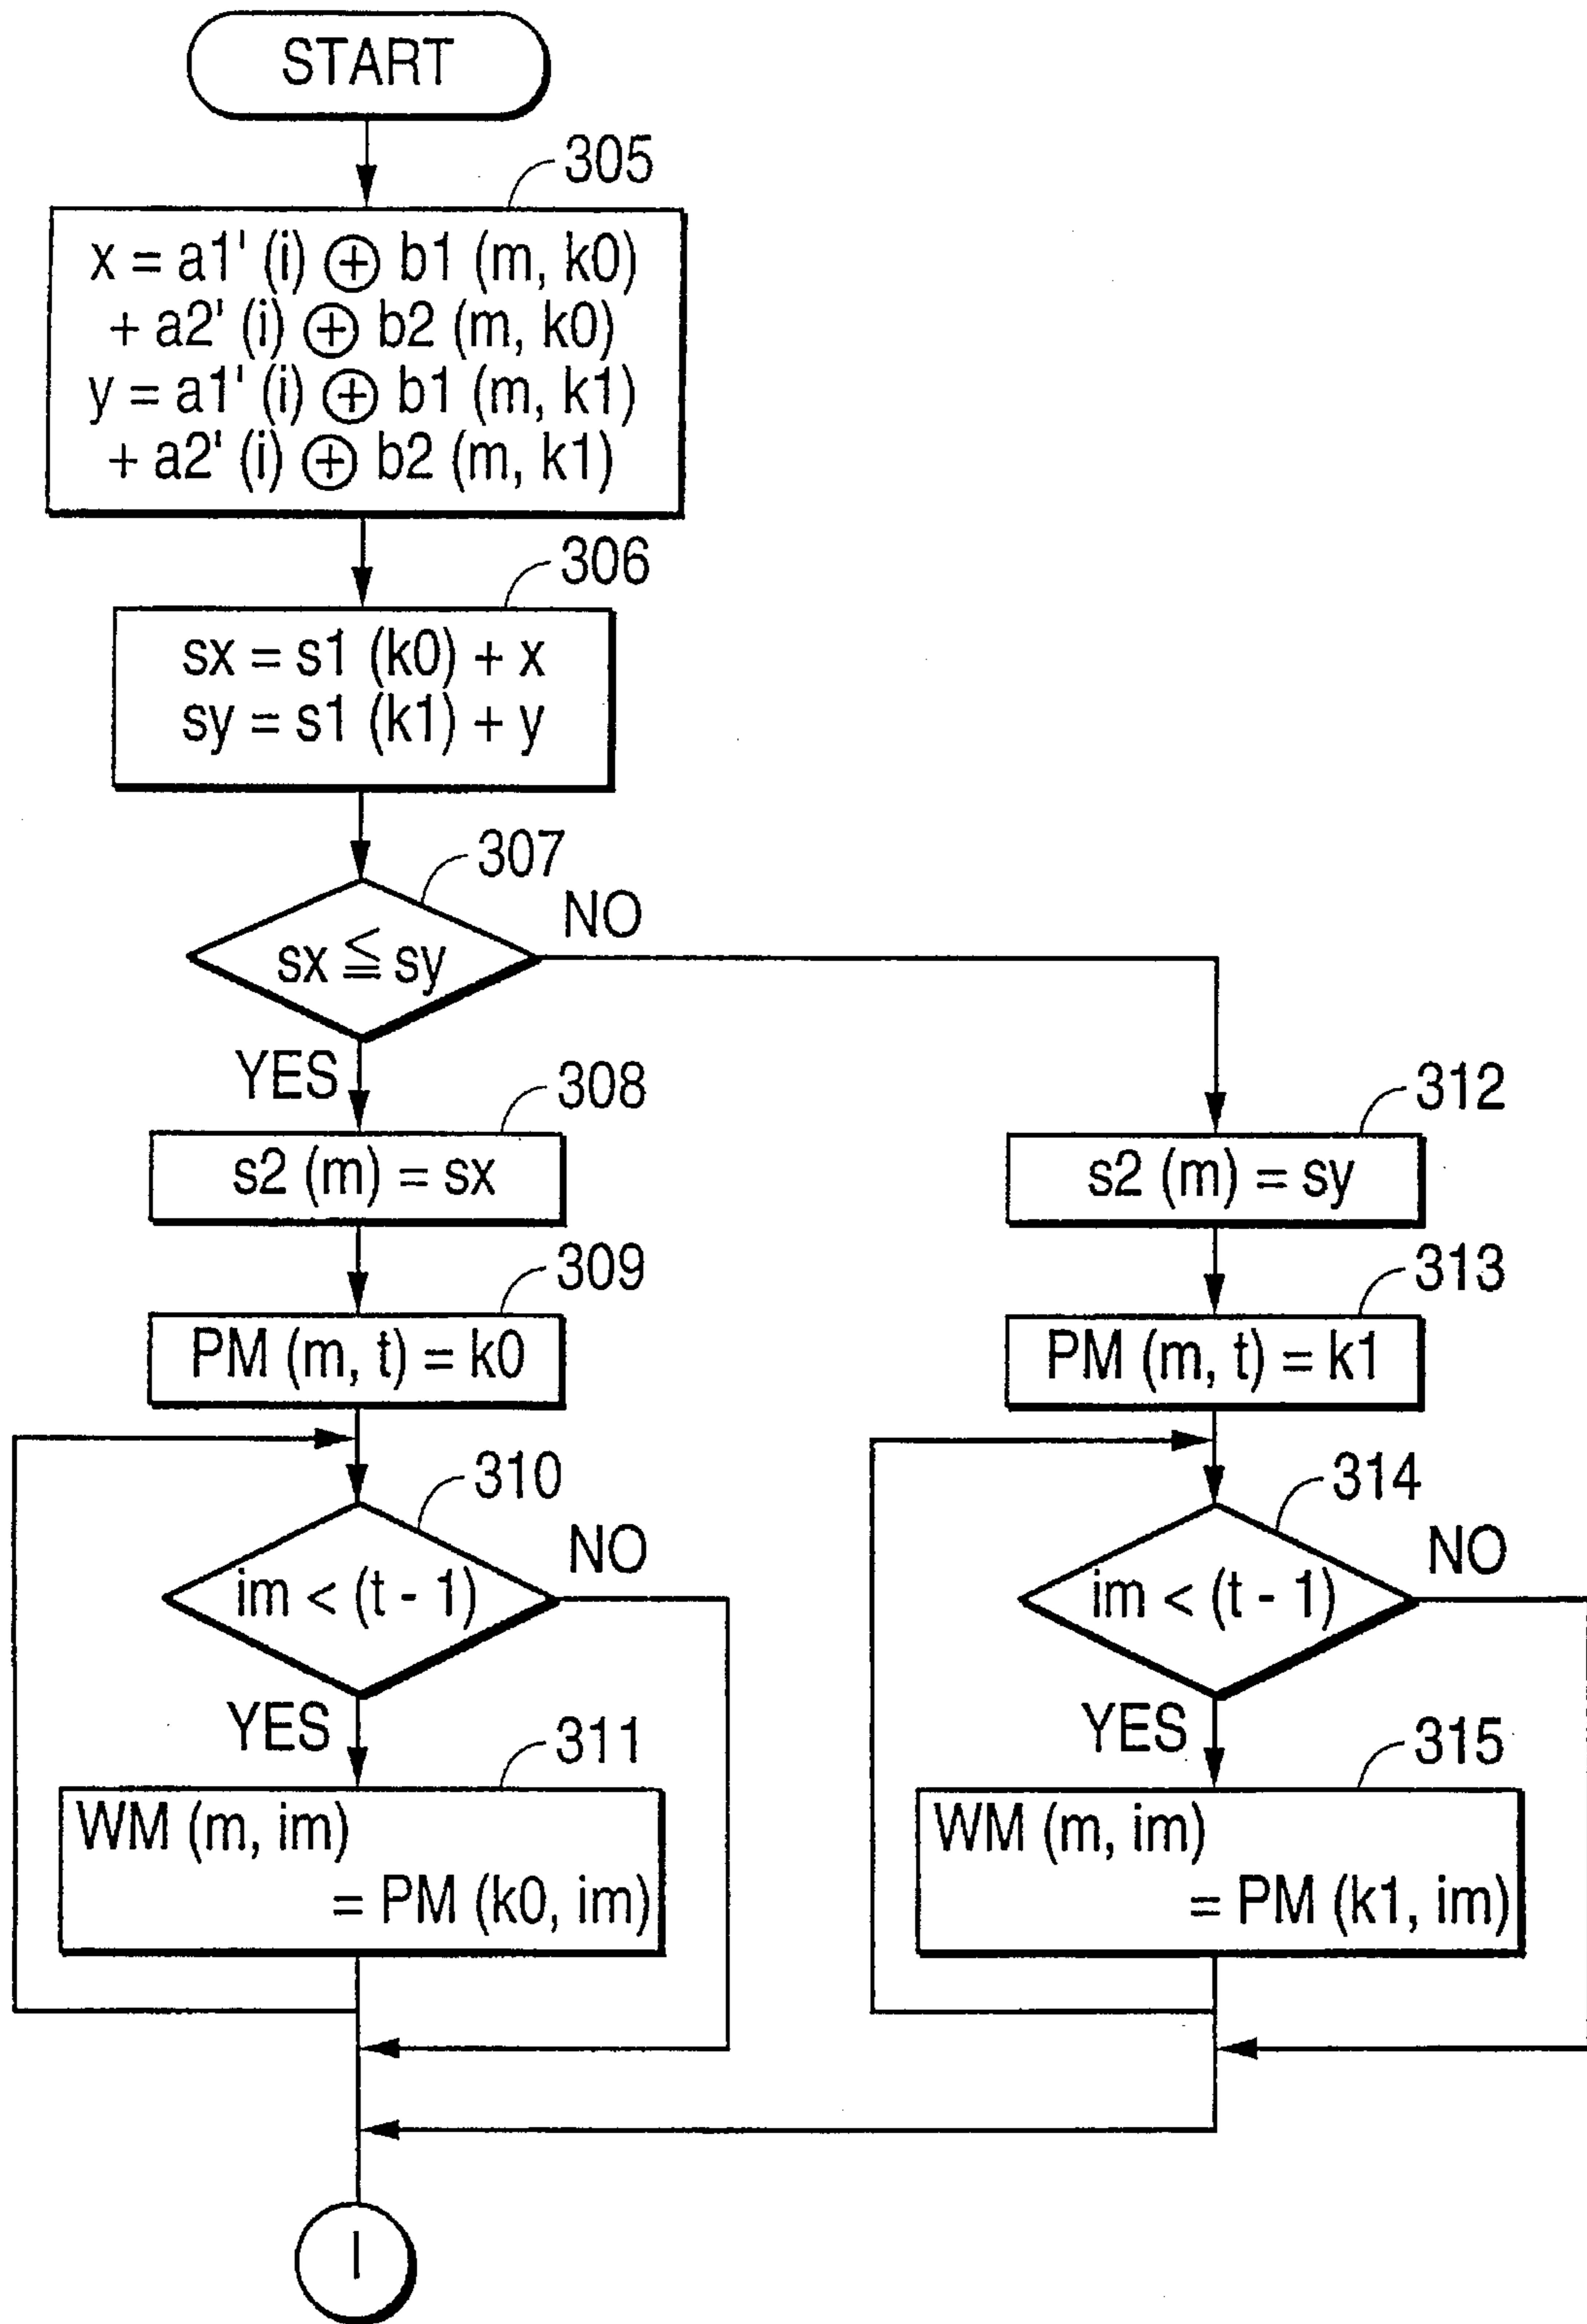 START
305
x = a1' (i) ⊕ b1 (m, k0)
+ a2' (i) ⊕ b2 (m, k0)
y = a1' (i) ⊕ b1 (m, k1)
+ a2' (i) ⊕ b2 (m, k1)
306
sx = s1 (k0) + x
sy = s1 (k1) + y
307
sx ≦ sy
NO
YES
308
s2 (m) = sx
309
PM (m, t) = k0
310
im < (t - 1)
NO
YES
311
WM (m, im)
= PM (k0, im)
312
s2 (m) = sy
313
PM (m, t) = k1
314
im < (t - 1)
NO
YES
315
WM (m, im)
= PM (k1, im)
I